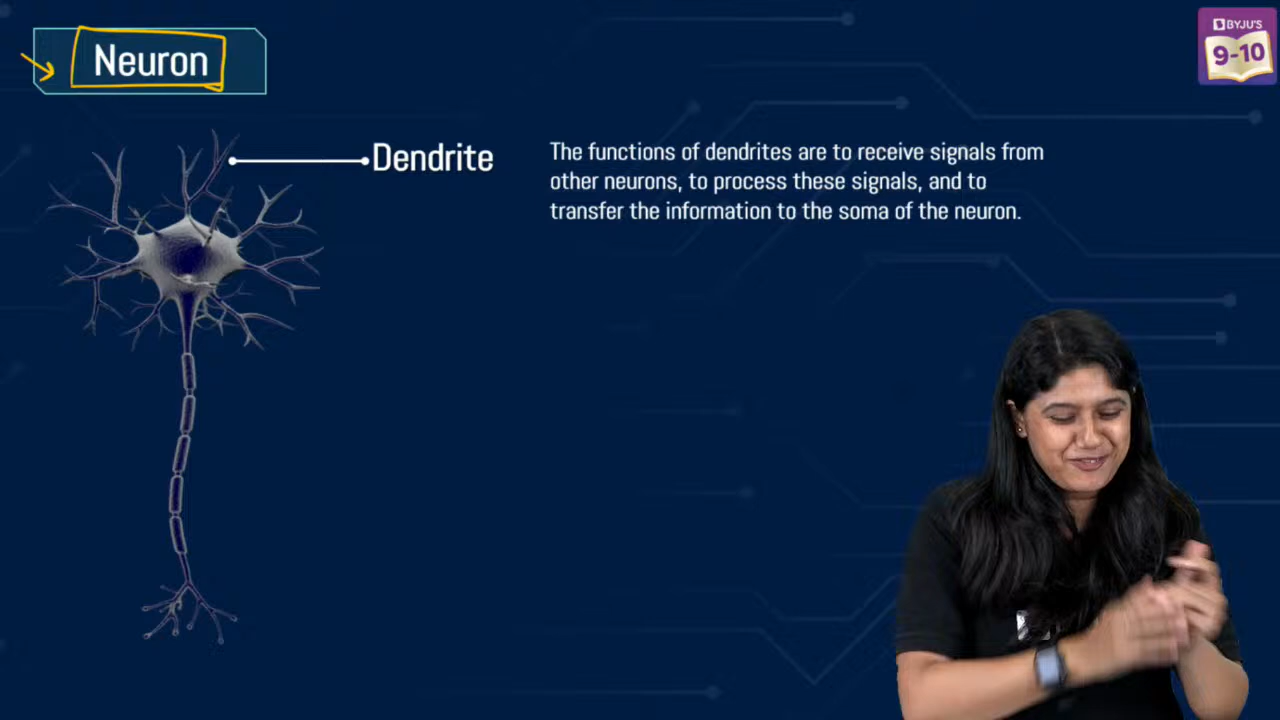 Neuron
BYJU'S
9-10
Dendrite
The functions of dendrites are to receive signals from
other neurons, to process these signals, and to
transfer the information to the soma of the neuron.